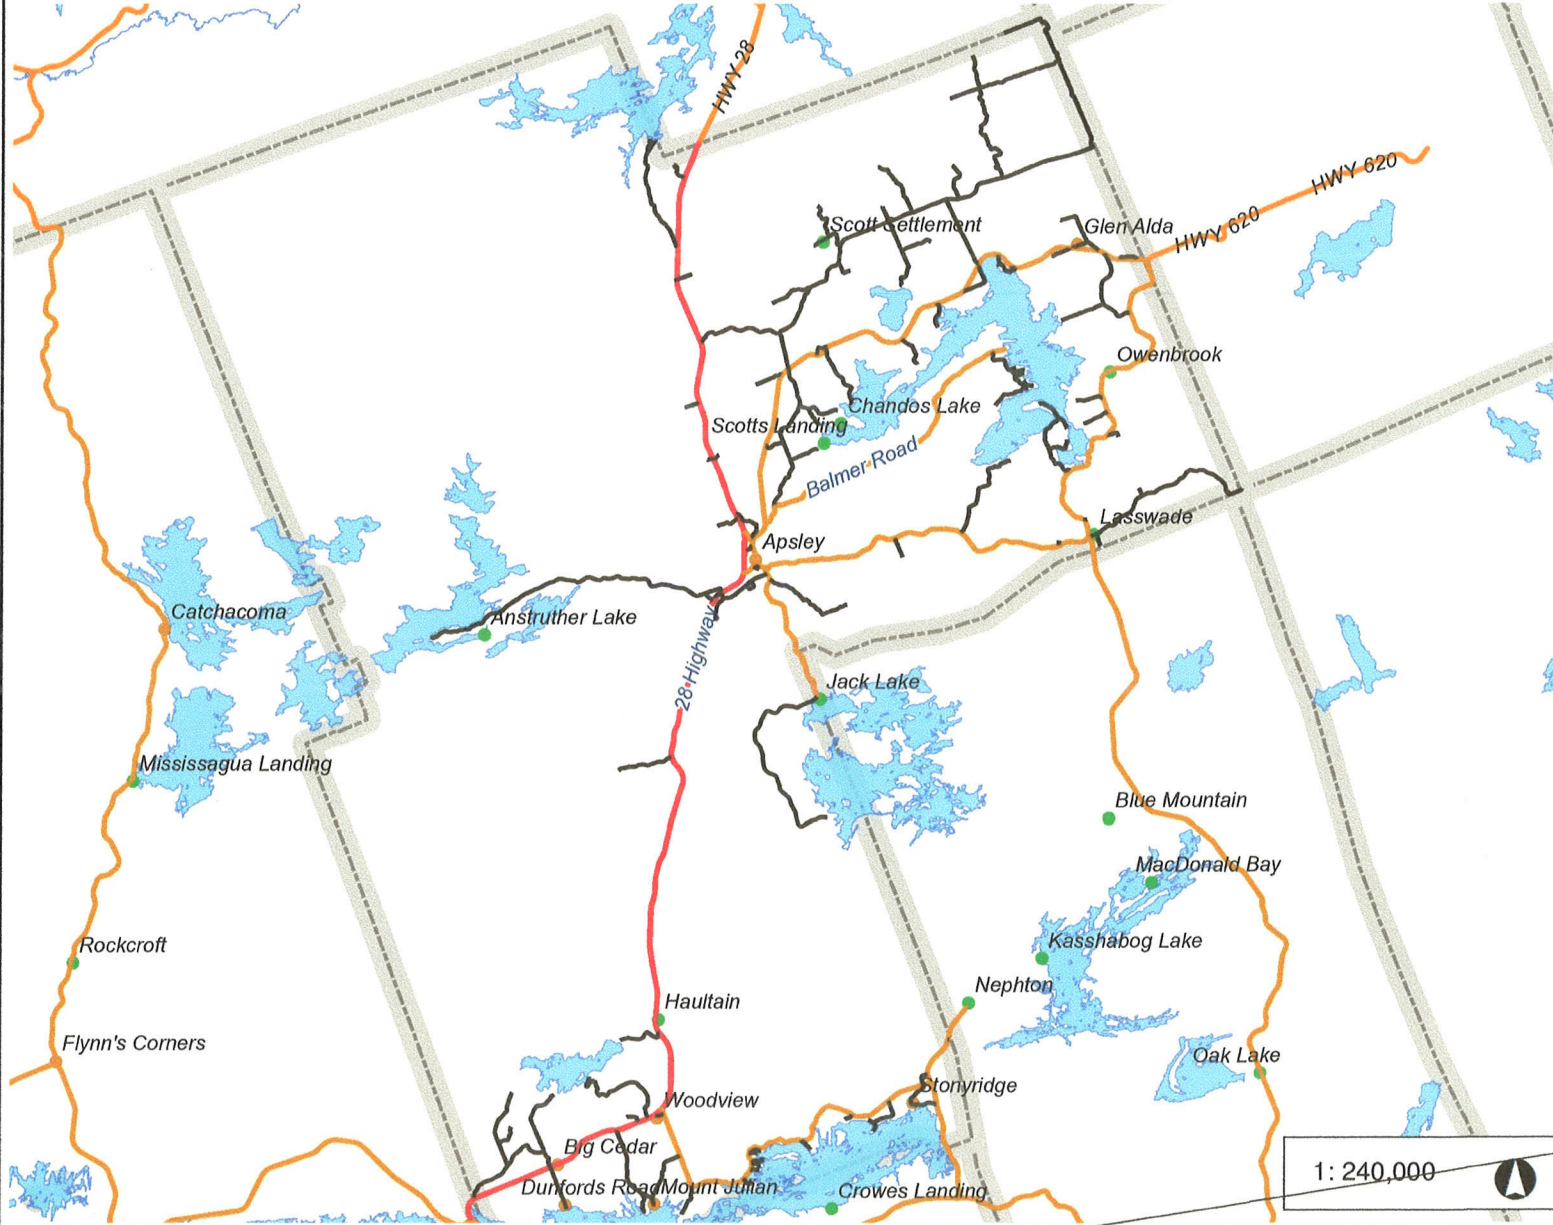 HWY 28
HWY 620
HWY 620
Scott Settlement
Glen Alda
Owenbrook
Chandos Lake
Scotts Landing
Balmer Road
Lasswade
Apsley
Catchacoma
Anstruther Lake
28 Highway
Jack Lake
Mississagua Landing
Blue Mountain
MacDonald Bay
Rockcroft
Kasshabog Lake
Nephton
Haultain
Flynn's Corners
Oak Lake
Stonyridge
Woodview
Big Cedar
Dunfords Road
Mount Julian
Crowes Landing
1: 240,000